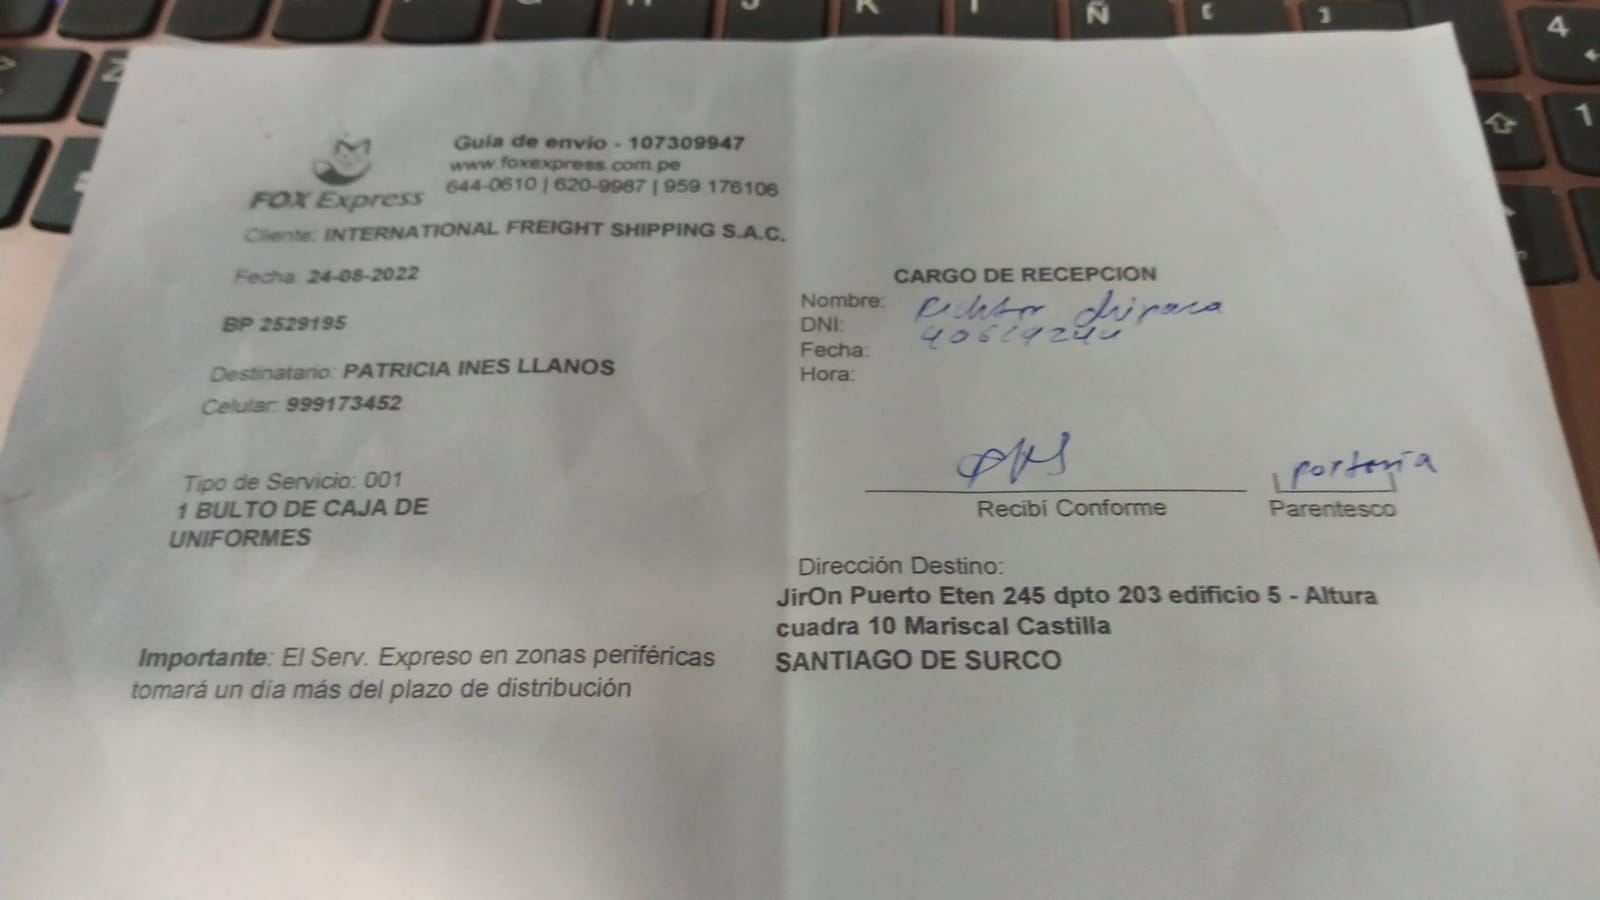 FOX Express
Guía de envío - 107309947
www.foxexpress.com.pe
644-0610 | 620-9987 | 959 176106
Cliente: INTERNATIONAL FREIGHT SHIPPING S.A.C.
Fecha: 24-08-2022
BP 2529195
Destinatario: PATRICIA INES LLANOS
Celular: 999173452
Tipo de Servicio: 001
1 BULTO DE CAJA DE
UNIFORMES
Importante: El Serv. Expreso en zonas periféricas
tomará un día más del plazo de distribución
CARGO DE RECEPCION
Nombre:
DNI:
Fecha:
Hora:
Recibí Conforme
portería
Parentesco
Dirección Destino:
JirOn Puerto Eten 245 dpto 203 edificio 5 - Altura
cuadra 10 Mariscal Castilla
SANTIAGO DE SURCO